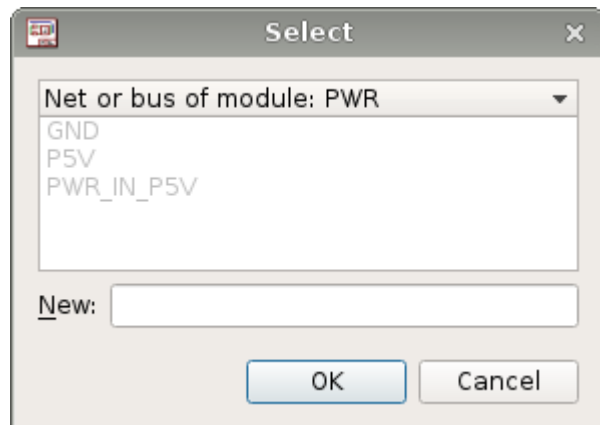 Select
Net or bus of module: PWR
GND
P5V
PWR_IN_P5V
New:
OK Cancel